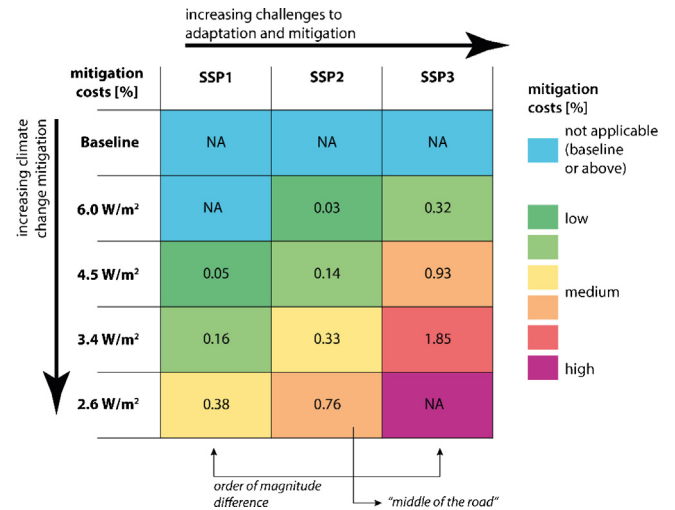 increasing challenges to
adaptation and mitigation
mitigation
costs [%]
SSP1
SSP2
SSP3
increasing climate
change mitigation
Baseline
NA
NA
NA
6.0 W/m²
NA
0.03
0.32
4.5 W/m²
0.05
0.14
0.93
3.4 W/m²
0.16
0.33
1.85
2.6 W/m²
0.38
0.76
NA
order of magnitude
difference
"middle of the road"
mitigation
costs [%]
not applicable
(baseline
or above)
low
medium
high